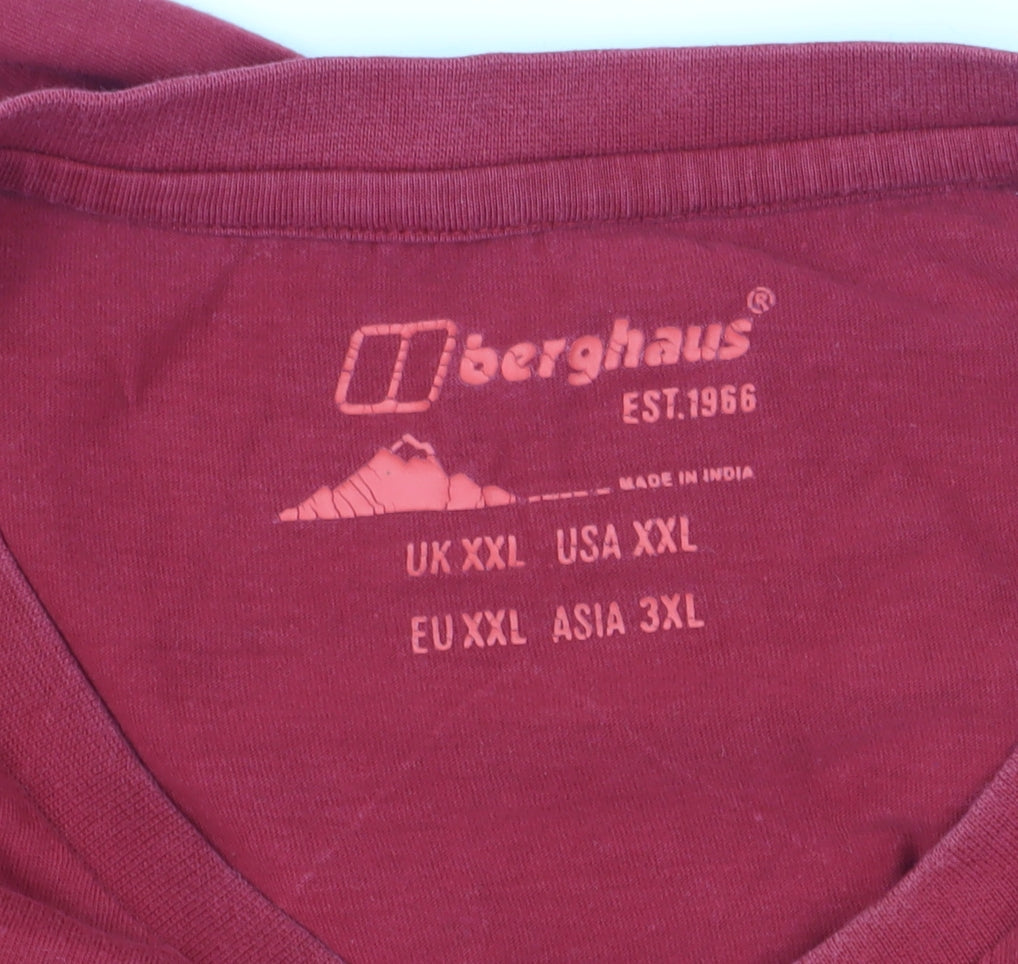 berghaus®
EST.1966
MADE IN INDIA
UK XXL USA XXL
EU XXL ASIA 3XL